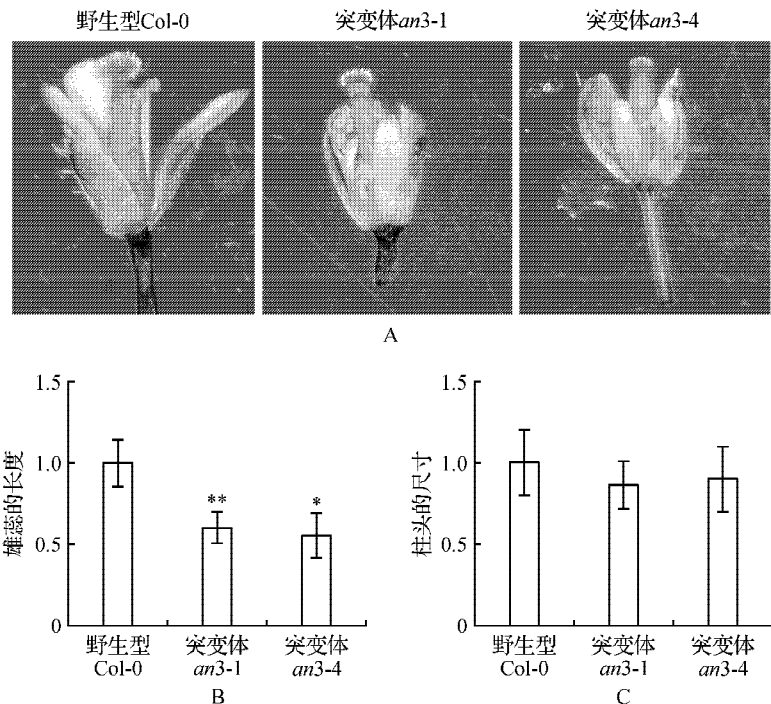 野生型Col-0 突变体an3-1 突变体an3-4
A
1.5 1.5
雄蕊的长度
1.0
**
*
0.5
0
柱头的尺寸
1.0
0.5
0
野生型 突变体 突变体 野生型 突变体 突变体
Col-0 an3-1 an3-4 Col-0 an3-1 an3-4
B C